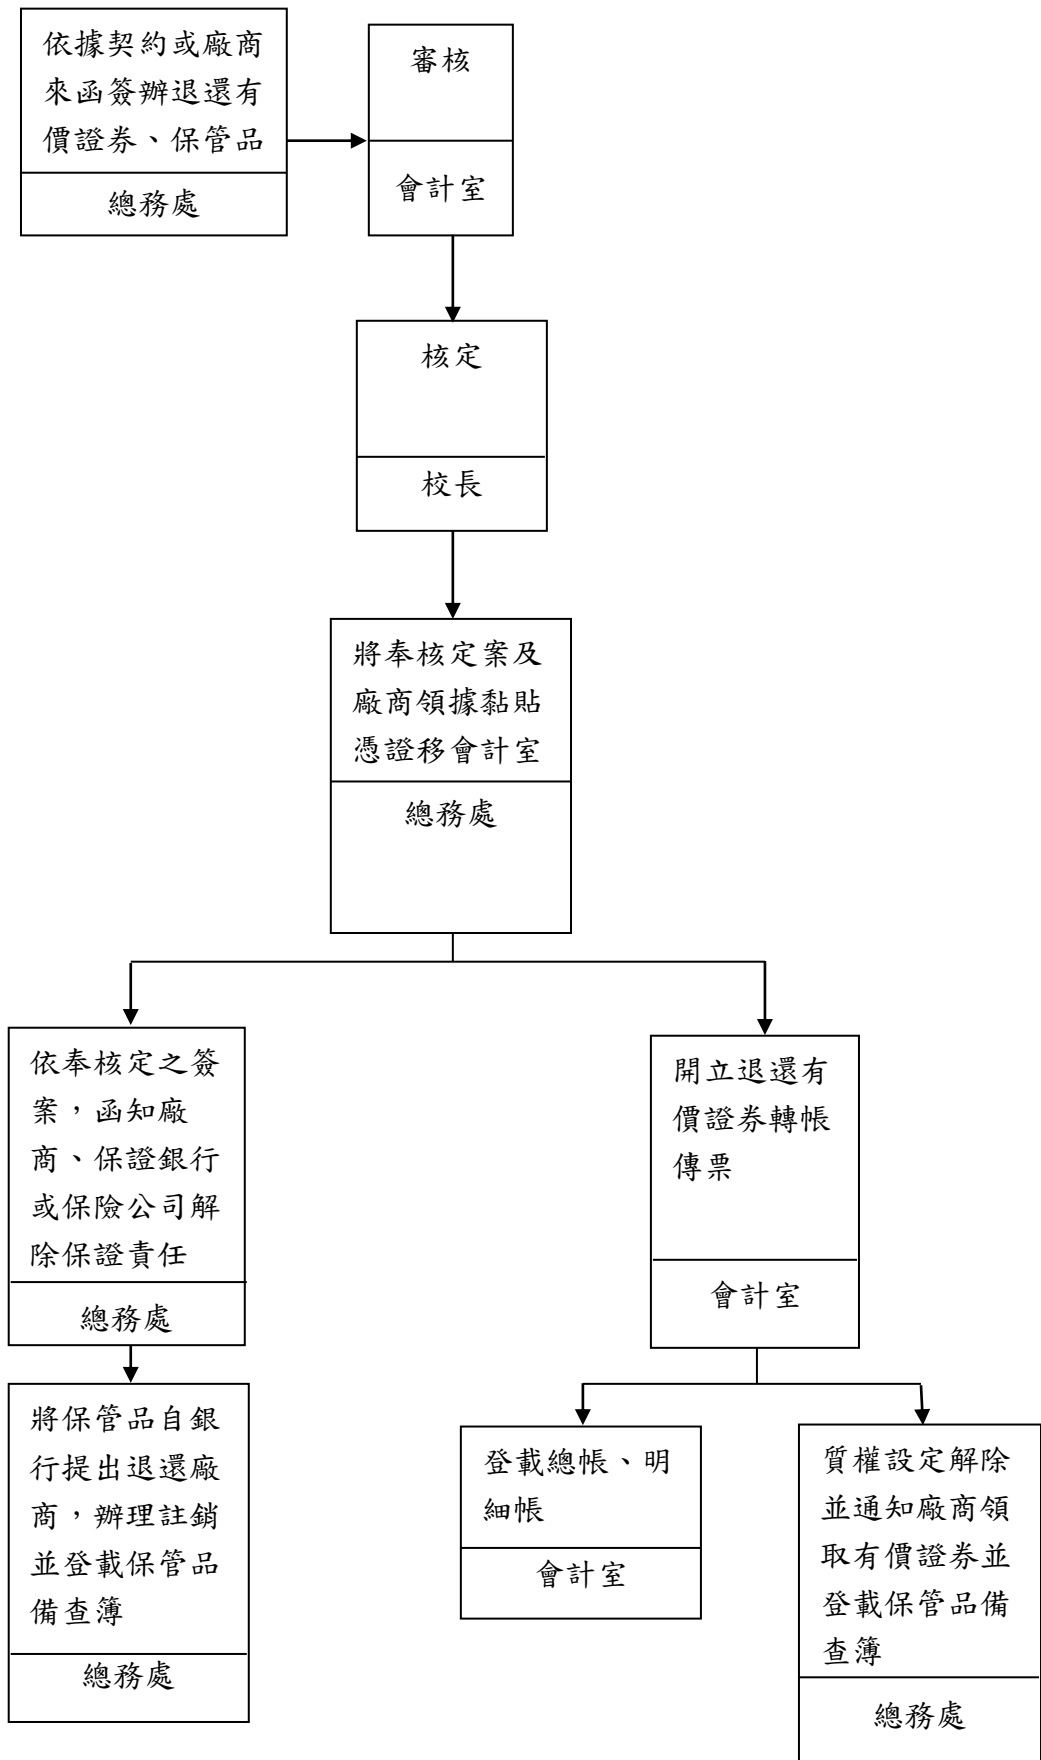 依據契約或廠商
來函簽辦退還有
價證券、保管品
總務處
審核
會計室
核定
校長
將奉核定案及
廠商領據黏貼
憑證移會計室
總務處
依奉核定之簽
案，函知廠
商、保證銀行
或保險公司解
除保證責任
總務處
將保管品自銀
行提出退還廠
商，辦理註銷
並登載保管品
備查簿
總務處
開立退還有
價證券轉帳
傳票
會計室
登載總帳、明
細帳
會計室
質權設定解除
並通知廠商領
取有價證券並
登載保管品備
查簿
總務處